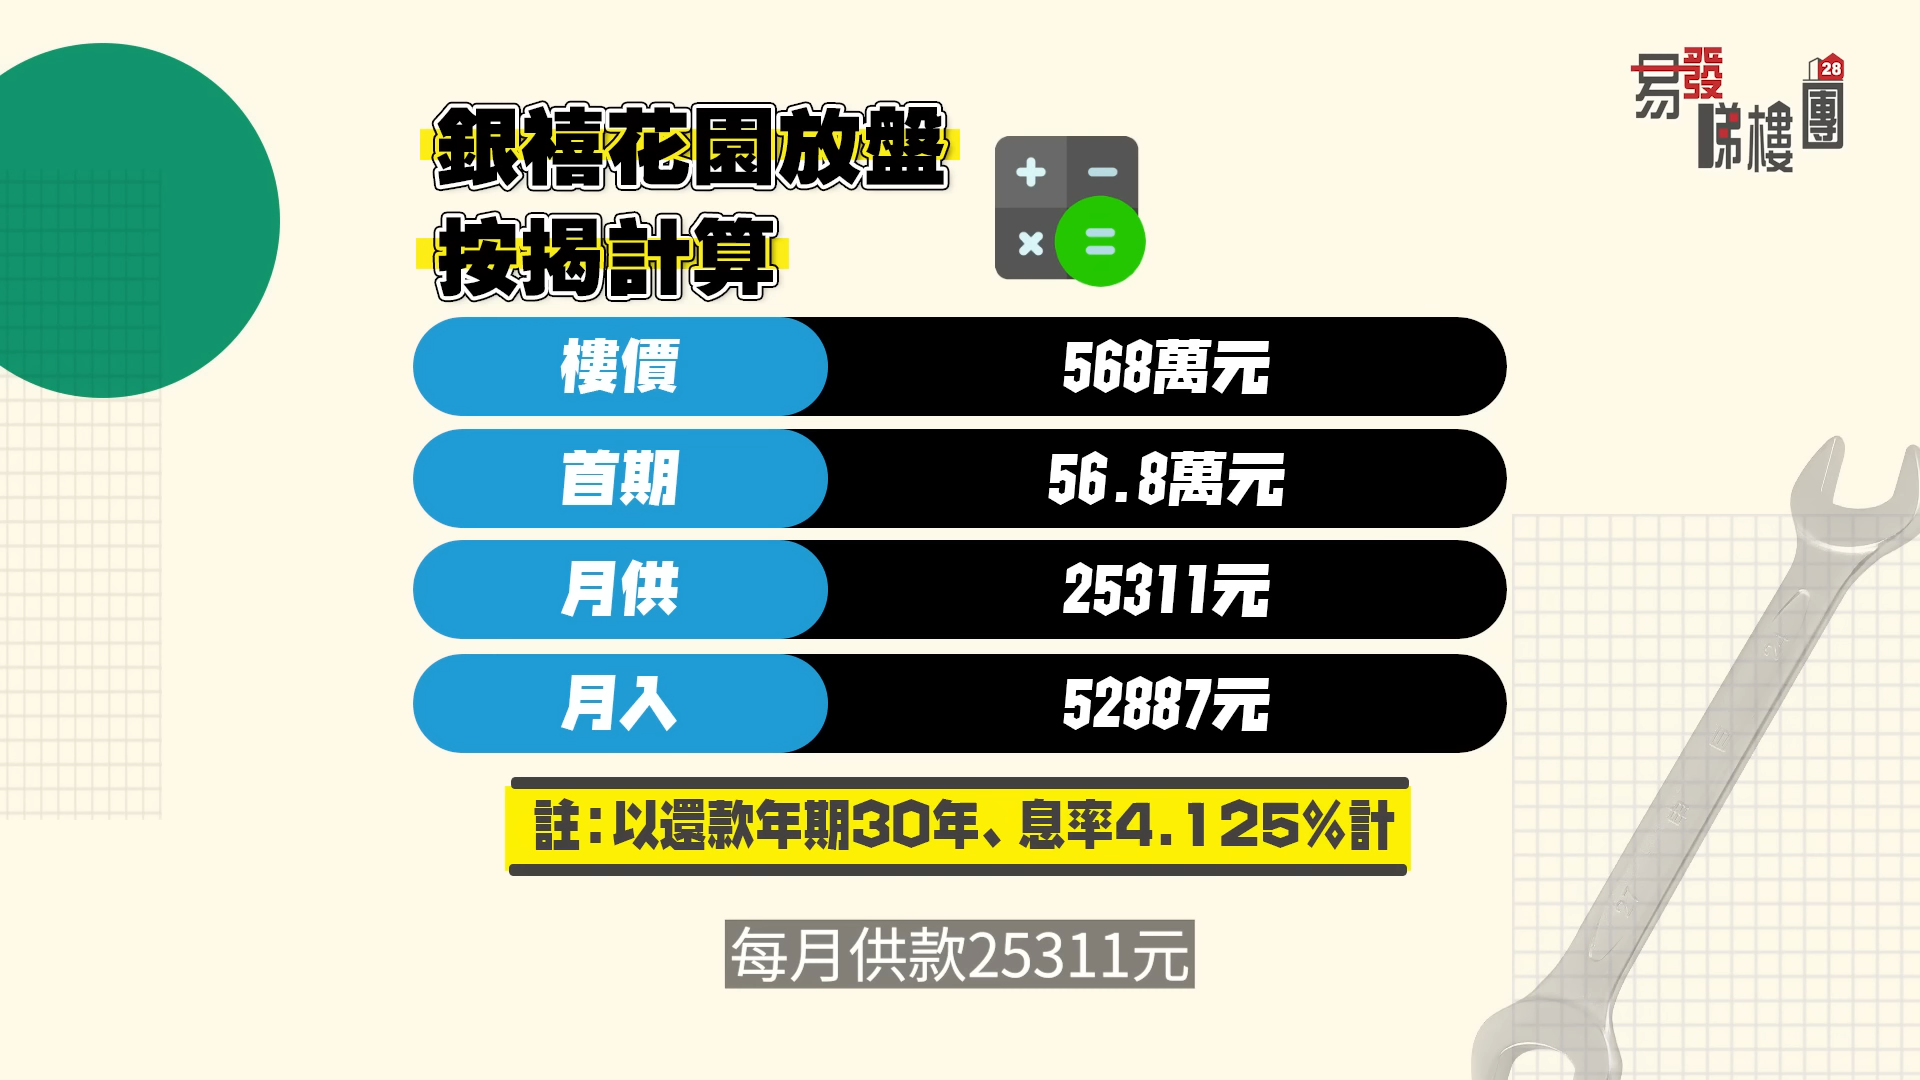 易發睇樓團
28
銀禧花園放盤
按揭計算
樓價 568萬元
首期 56.8萬元
月供 25311元
月入 52887元
註:以還款年期30年、息率4.125%計
每月供款25311元